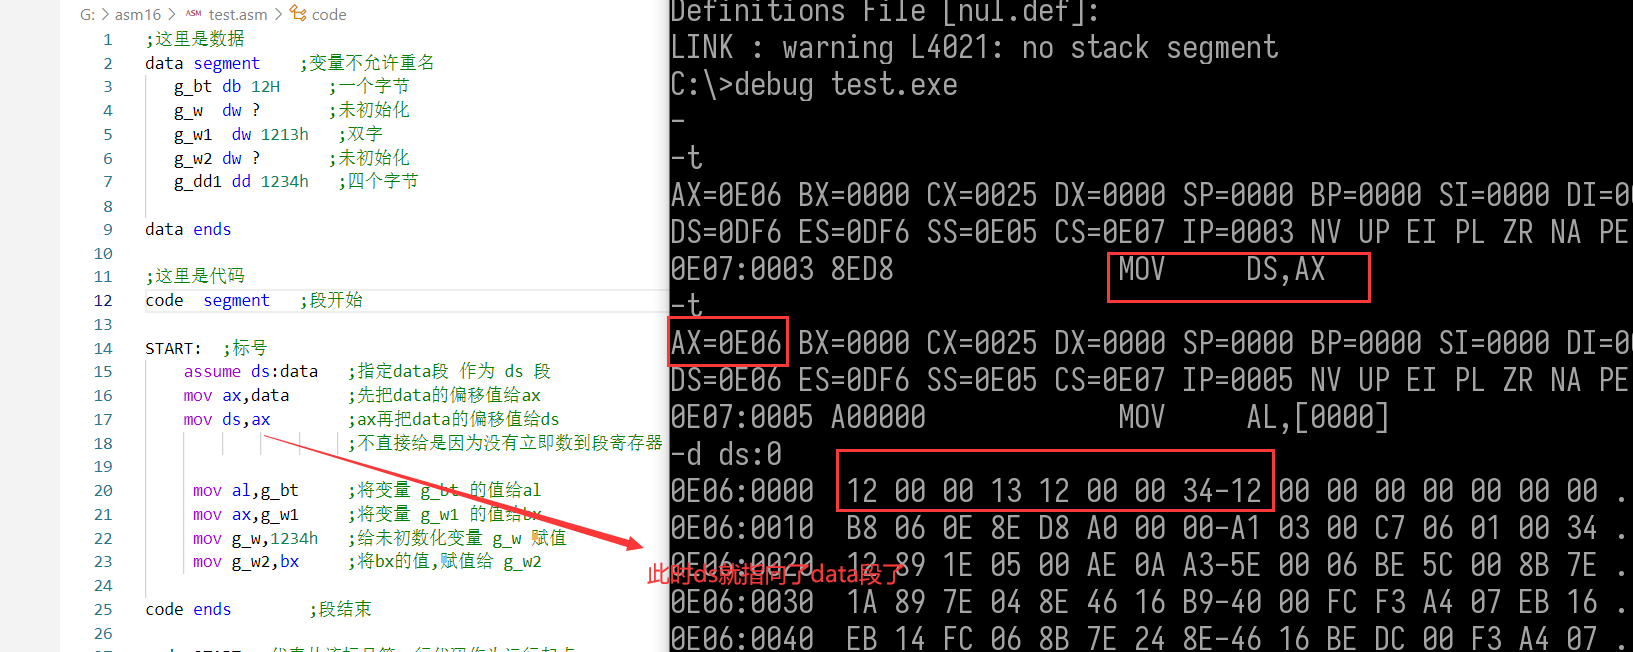 G: > asm16 > ASM test.asm > code
1 ;这里是数据
2 data segment ;变量不允许重名
3 g_bt db 12H ;一个字节
4 g_w dw ? ;未初始化
5 g_w1 dw 1213h ;双字
6 g_w2 dw ? ;未初始化
7 g_dd1 dd 1234h ;四个字节
8
9 data ends
10
11 ;这里是代码
12 code segment ;段开始
13
14 START: ;标号
15 assume ds:data ;指定data段 作为 ds 段
16 mov ax,data ;先把data的偏移值给ax
17 mov ds,ax ;ax再把data的偏移值给ds
18 ;不直接给是因为没有立即数到段寄存器
19
20 mov al,g_bt ;将变量 g_bt 的值给al
21 mov ax,g_w1 ;将变量 g_w1 的值给bx
22 mov g_w,1234h ;给未初数化变量 g_w 赋值
23 mov g_w2,bx ;将bx的值,赋值给 g_w2
24
25 code ends ;段结束
26
Definitions File [nul.def]:
LINK : warning L4021: no stack segment
C:\>debug test.exe
-
-t
AX=0E06 BX=0000 CX=0025 DX=0000 SP=0000 BP=0000 SI=0000 DI=0
DS=0DF6 ES=0DF6 SS=0E05 CS=0E07 IP=0003 NV UP EI PL ZR NA PE
0E07:0003 8ED8 MOV DS,AX
-t
AX=0E06 BX=0000 CX=0025 DX=0000 SP=0000 BP=0000 SI=0000 DI=0
DS=0E06 ES=0DF6 SS=0E05 CS=0E07 IP=0005 NV UP EI PL ZR NA PE
0E07:0005 A00000 MOV AL,[0000]
-d ds:0
0E06:0000 12 00 00 13 12 00 00 34-12 00 00 00 00 00 00 00 .
0E06:0010 B8 06 0E 8E D8 A0 00 00-A1 03 00 C7 06 01 00 34 .
0E06:0020 12 89 1E 05 00 AE 0A A3-5E 00 06 BE 5C 00 8B 7E .
此时ds就指向了data段了
0E06:0030 1A 89 7E 04 8E 46 16 B9-40 00 FC F3 A4 07 EB 16 .
0E06:0040 EB 14 FC 06 8B 7E 24 8E-46 16 BE DC 00 F3 A4 07 .